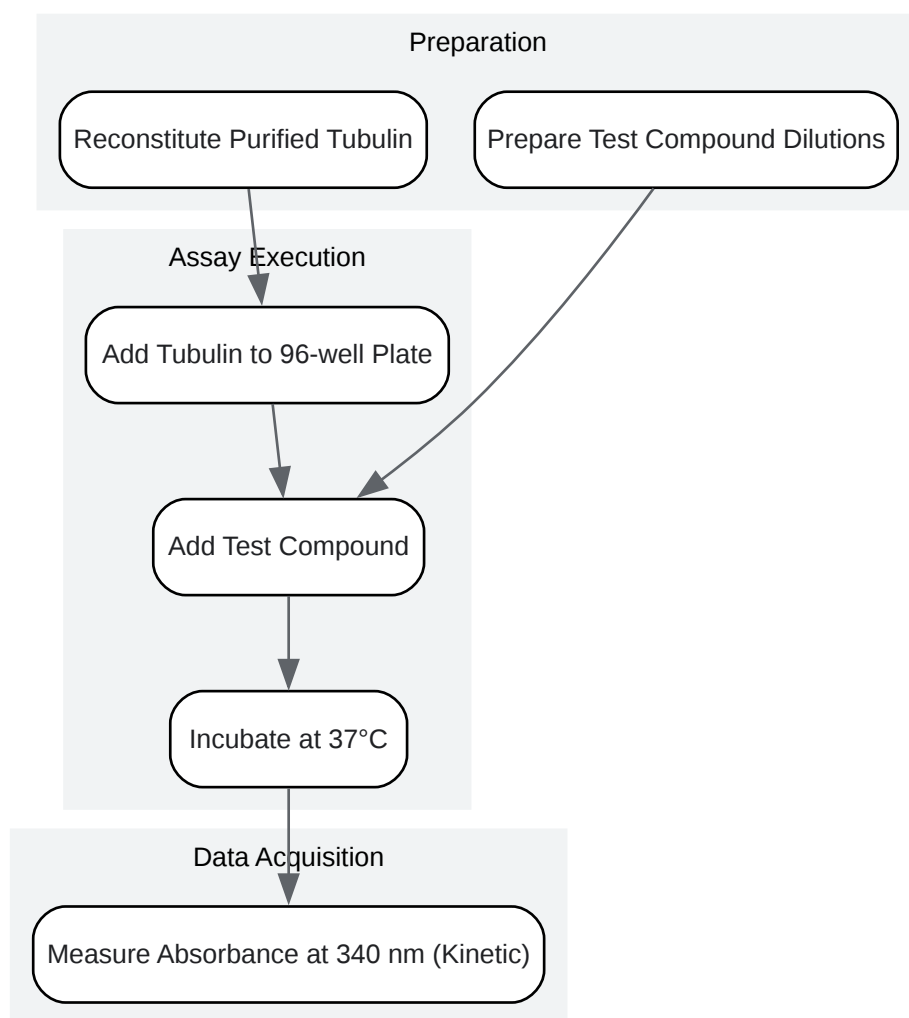 Preparation
Reconstitute Purified Tubulin
Prepare Test Compound Dilutions
Assay Execution
Add Tubulin to 96-well Plate
Add Test Compound
Incubate at 37°C
Data Acquisition
Measure Absorbance at 340 nm (Kinetic)